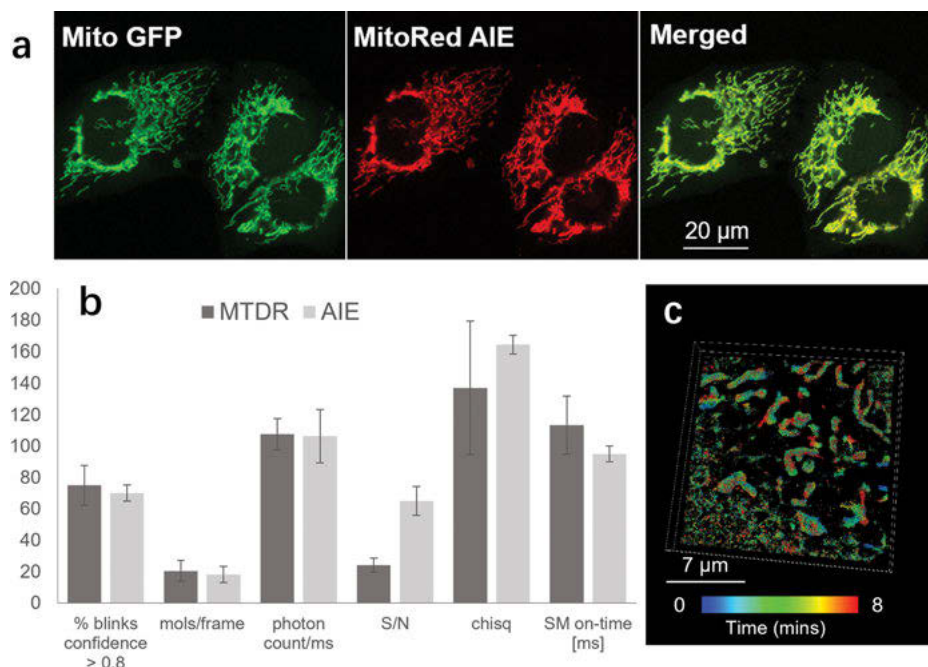 a
Mito GFP
MitoRed AIE
Merged
20 µm
b
MTDR
AIE
200
180
160
140
120
100
80
60
40
20
0
% blinks
confidence
> 0.8
mols/frame
photon
count/ms
S/N
chisq
SM on-time
[ms]
c
7 µm
0
8
Time (mins)